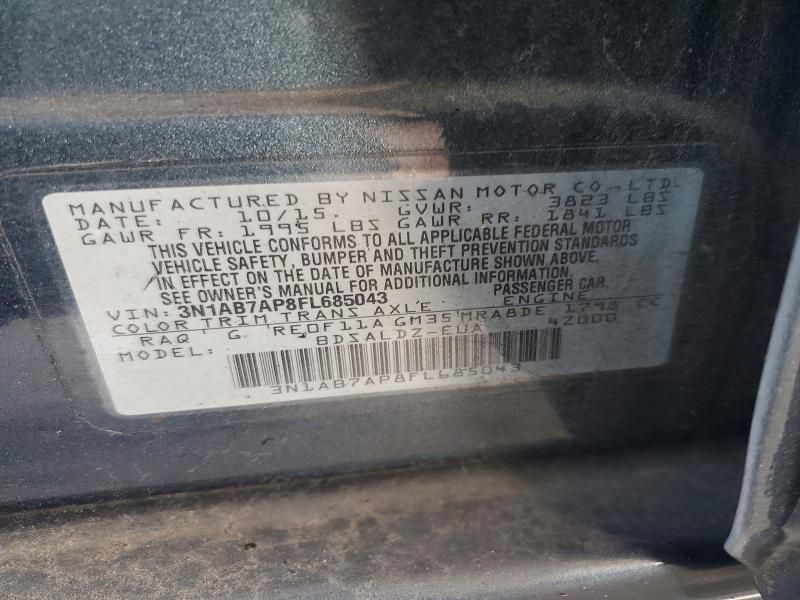 MANUFACTURED BY NISSAN MOTOR CO., LTD.
DATE: 10/15. GVWR: 3823 LBS
GAWR FR: 1995 LBS GAWR RR: 1841 LBS
THIS VEHICLE CONFORMS TO ALL APPLICABLE FEDERAL MOTOR
VEHICLE SAFETY, BUMPER AND THEFT PREVENTION STANDARDS
IN EFFECT ON THE DATE OF MANUFACTURE SHOWN ABOVE.
SEE OWNER'S MANUAL FOR ADDITIONAL INFORMATION.
VIN: 3N1AB7AP8FL685043 PASSENGER CAR.
COLOR TRIM TRANS AXLE ENGINE
RAQ G RE0F11A GM35 MRA8DE 1798 CC
MODEL: BDSALDZ-EUA 4Z000
3N1AB7AP8FL685043